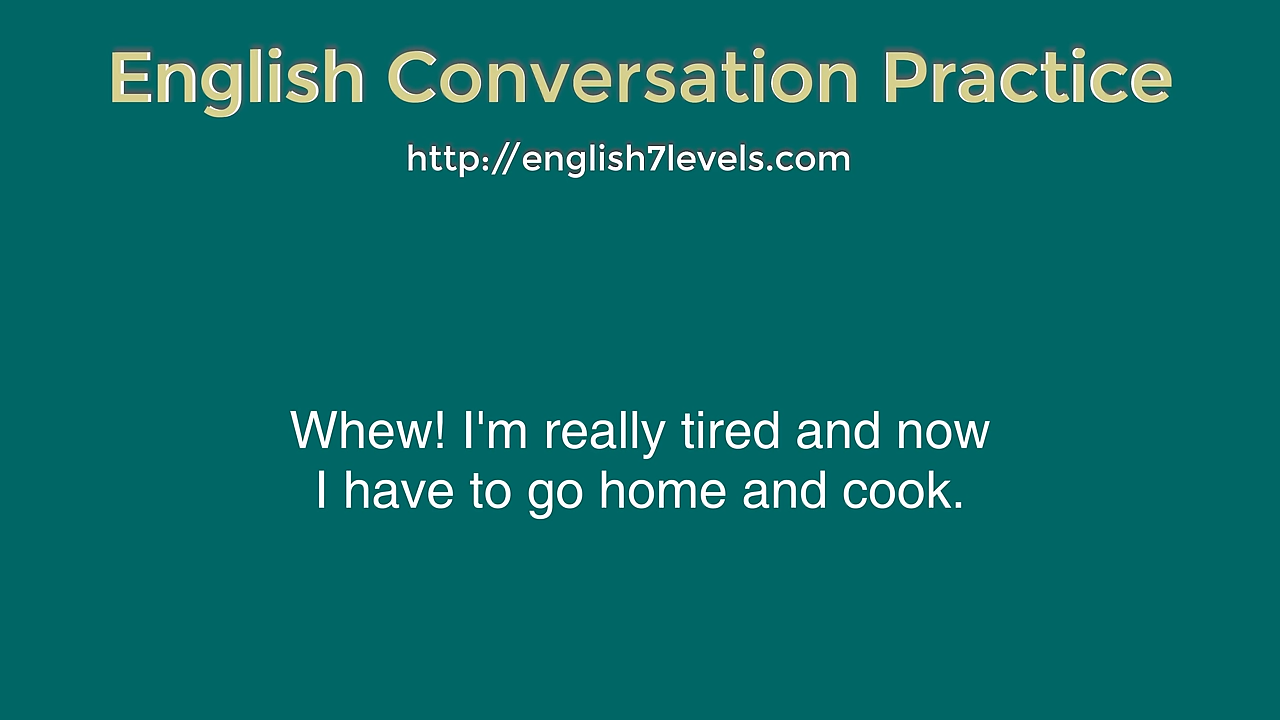 English Conversation Practice
http://english7levels.com
Whew! I'm really tired and now
I have to go home and cook.